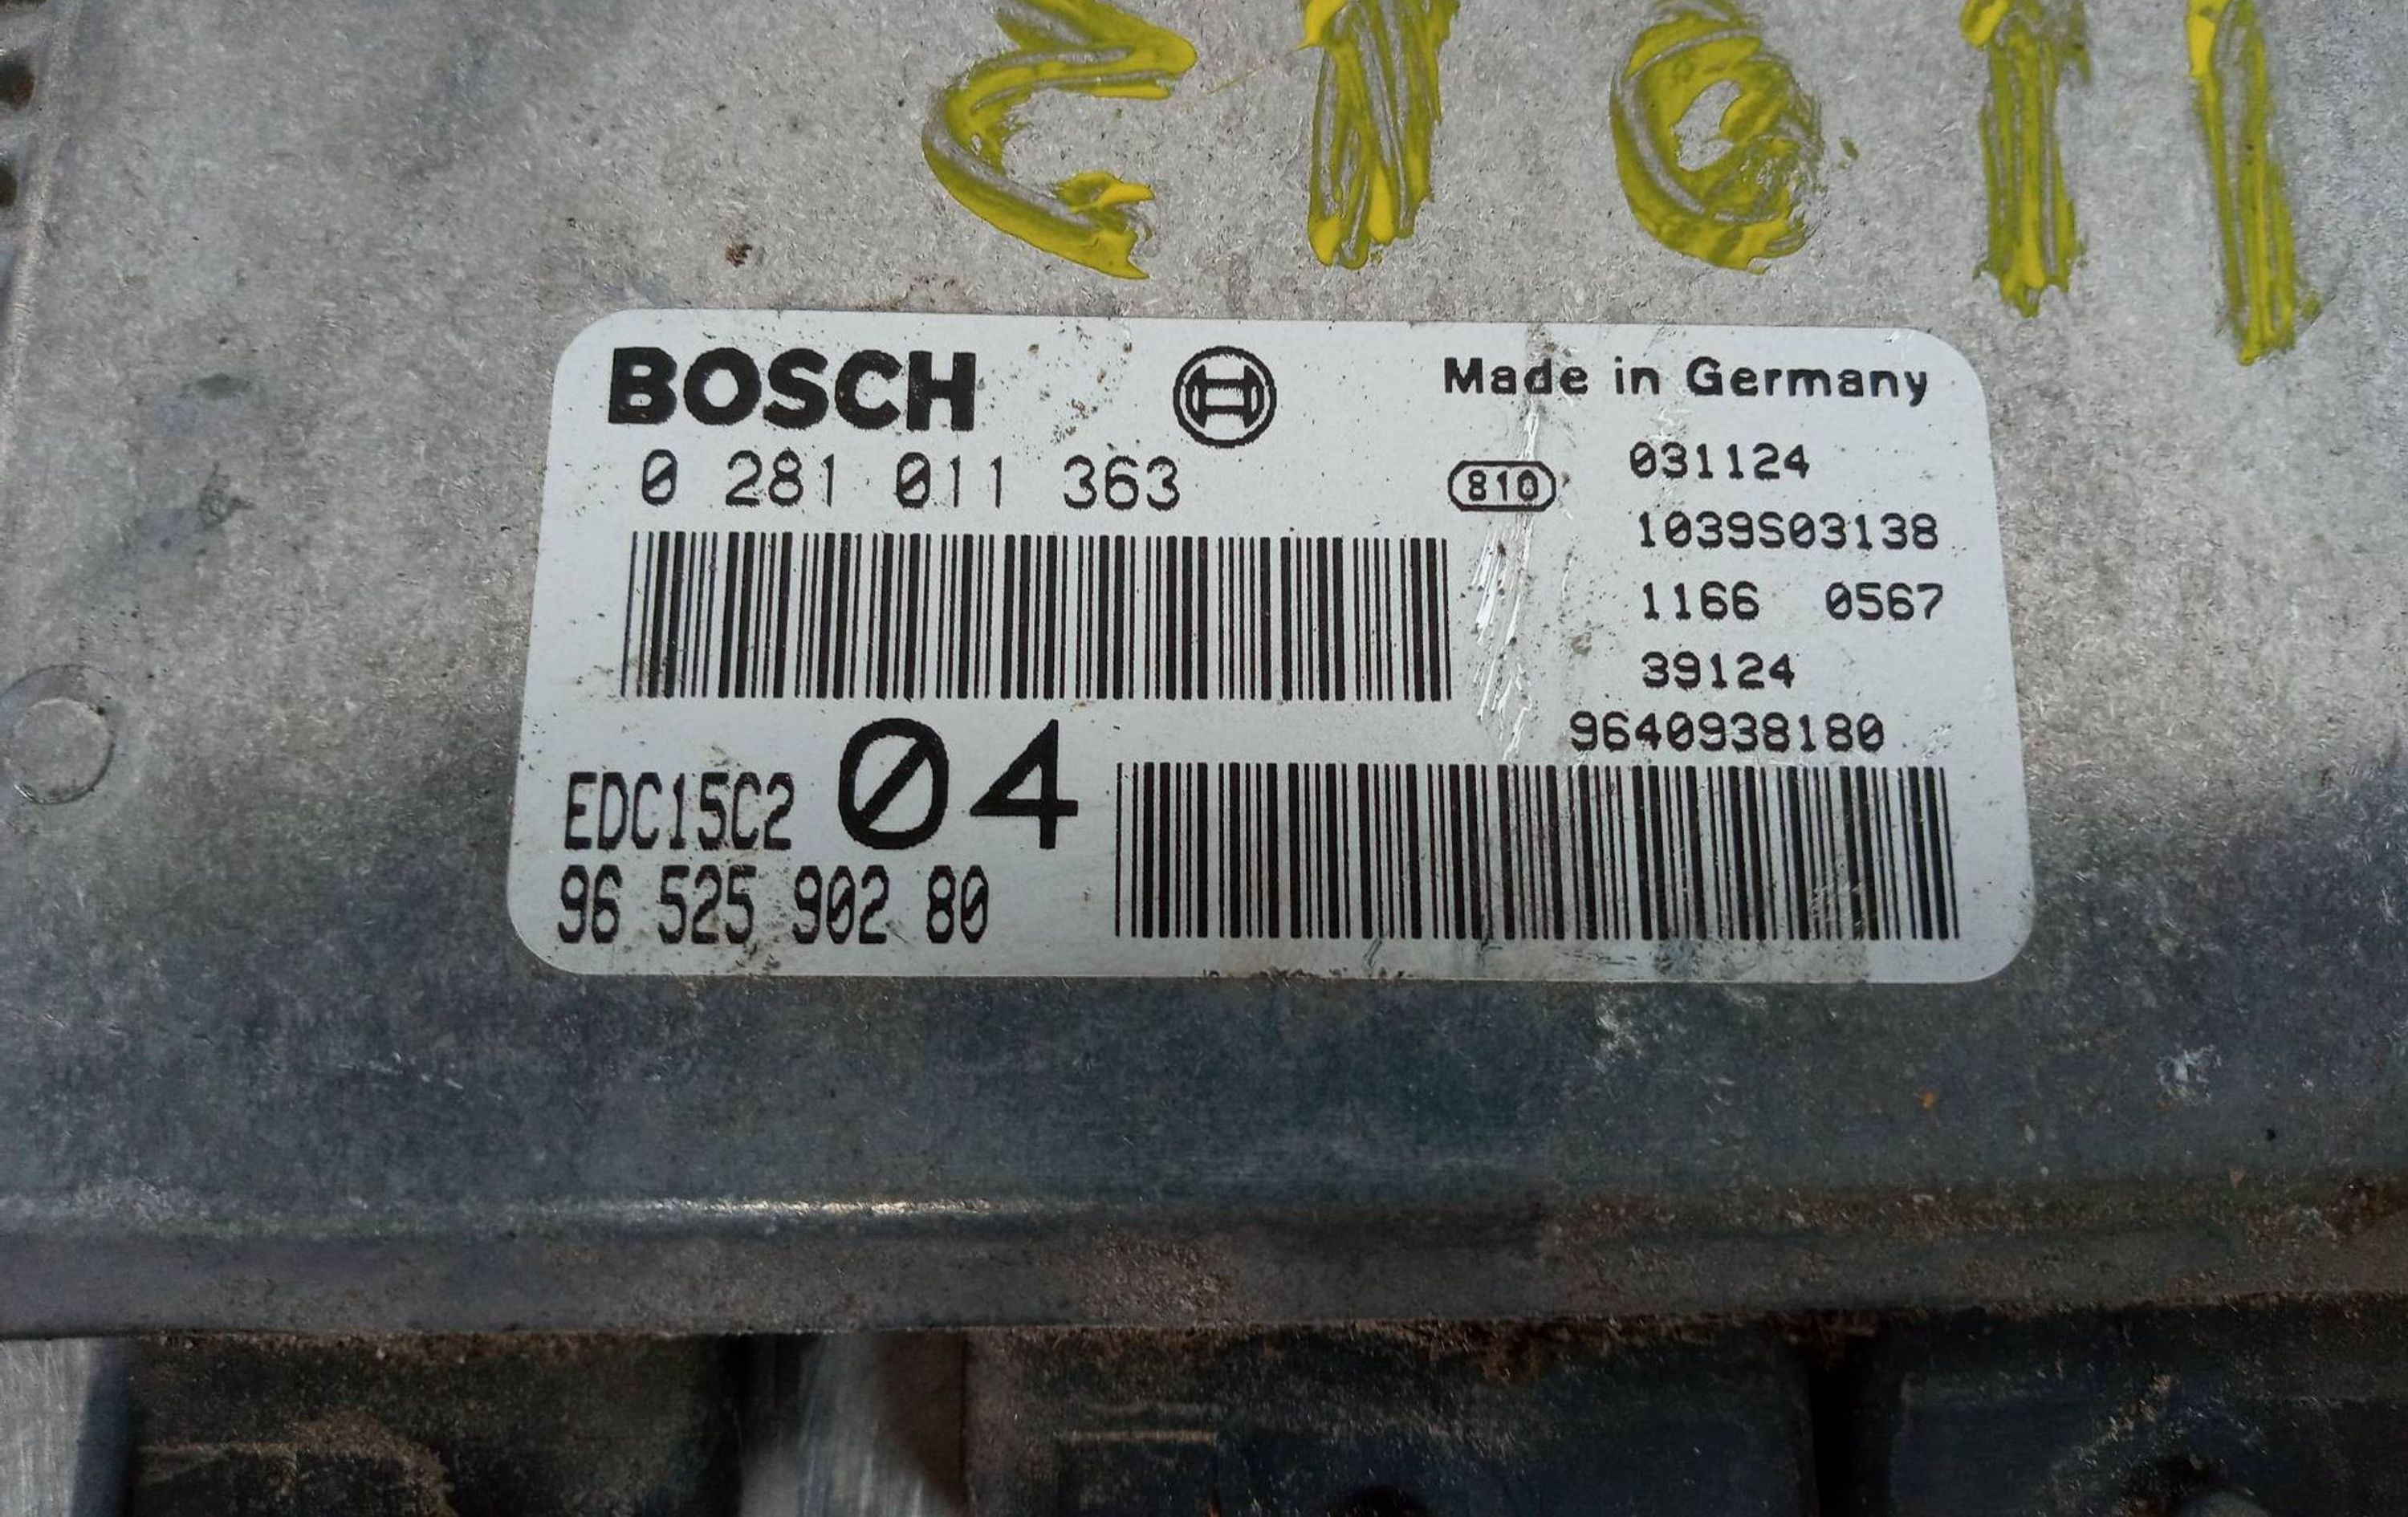 BOSCH
Made in Germany
0 281 011 363
810
031124
1039S03138
1166 0567
39124
9640938180
EDC15C2 04
96 525 902 80